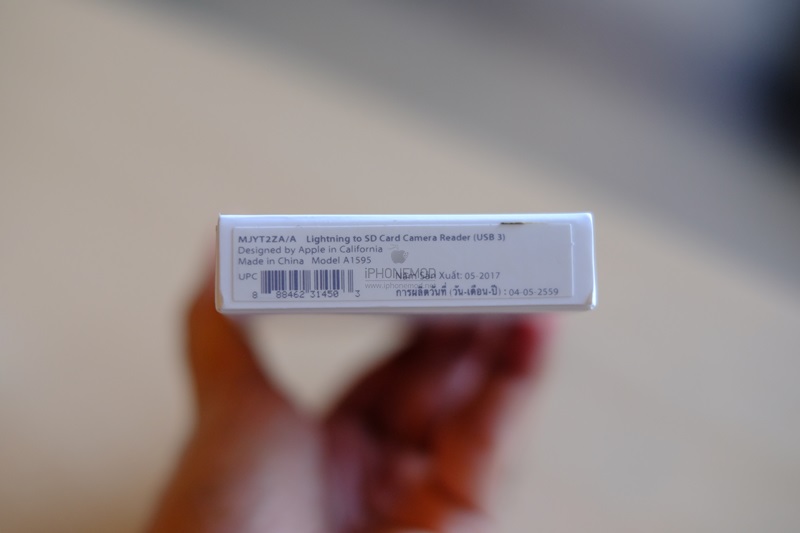 MJYT2ZA/A Lightning to SD Card Camera Reader (USB 3)
Designed by Apple in California
Made in China Model A1595
iPHONEMOD
UPC
Năm Sản Xuất: 05-2017
8 88462 31450 3
การผลิตวันที่ (วัน-เดือน-ปี) : 04-05-2559